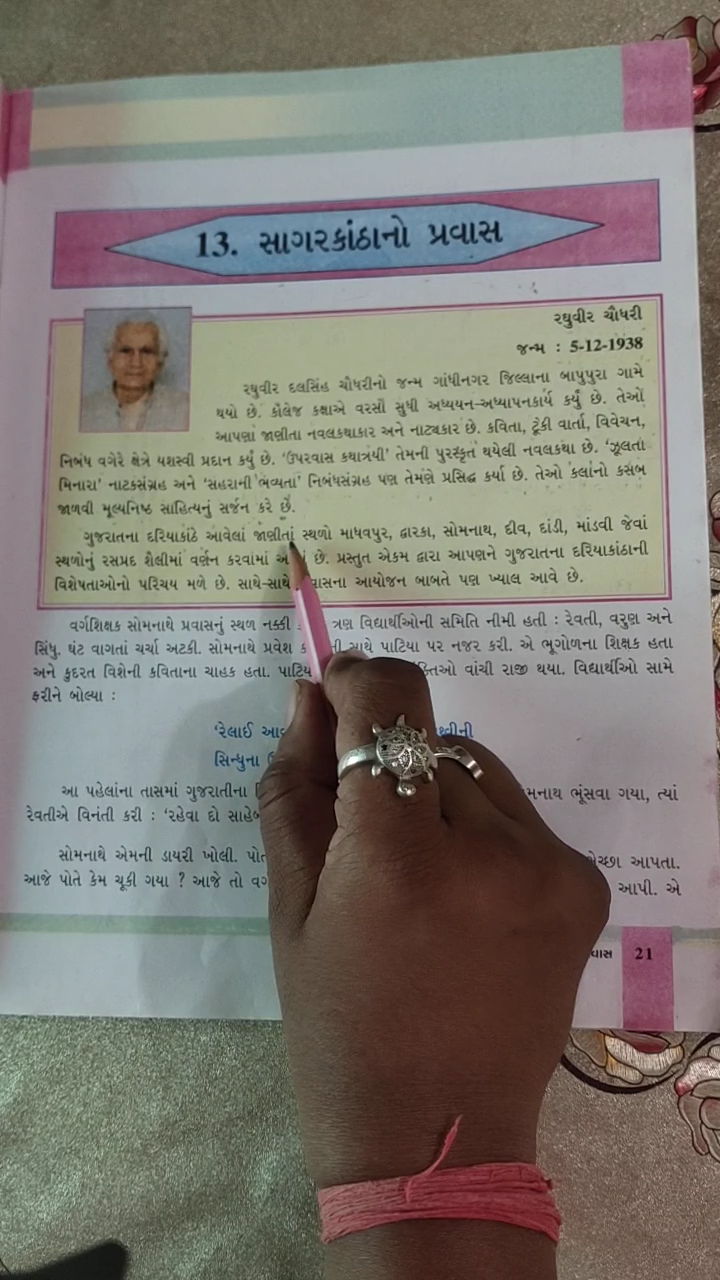 13. સાગરકાંઠાનો પ્રવાસ
રઘુવીર ચૌધરી
જન્મ : 5-12-1938
રઘુવીર દલસિંહ ચૌધરીનો જન્મ ગાંધીનગર જિલ્લાના બાપુપુરા ગામે
થયો છે. કૉલેજ કક્ષાએ વરસો સુધી અધ્યયન-અધ્યાપનકાર્ય કર્યું છે. તેઓ
આપણા જાણીતા નવલકથાકાર અને નાટ્યકાર છે. કવિતા, ટૂંકી વાર્તા, વિવેચન,
નિબંધ વગેરે ક્ષેત્રે યશસ્વી પ્રદાન કર્યું છે. ‘ઉપરવાસ કથાત્રયી’ તેમની પુરસ્કૃત થયેલી નવલકથા છે. ‘ઝૂલતા
મિનારા’ નાટકસંગ્રહ અને ‘સહરાની ભવ્યતા’ નિબંધસંગ્રહ પણ તેમણે પ્રસિદ્ધ કર્યા છે. તેઓ કલાનો કસબ
જાળવી મૂલ્યનિષ્ઠ સાહિત્યનું સર્જન કરે છે.
ગુજરાતના દરિયાકાંઠે આવેલાં જાણીતાં સ્થળો માધવપુર, દ્વારકા, સોમનાથ, દીવ, દાંડી, માંડવી જેવાં
સ્થળોનું રસપ્રદ શૈલીમાં વર્ણન કરવામાં છે. પ્રસ્તુત એકમ દ્વારા આપણને ગુજરાતના દરિયાકાંઠાની
વિશેષતાઓનો પરિચય મળે છે. સાથે-સાથે આયોજન બાબતે પણ ખ્યાલ આવે છે.
વર્ગશિક્ષક સોમનાથે પ્રવાસનું સ્થળ નક્કી ત્રણ વિદ્યાર્થીઓની સમિતિ નીમી હતી : રેવતી, વરુણ અને
સિંધુ. ઘંટ વાગતાં ચર્ચા અટકી. સોમનાથે પ્રવેશ સાથે પાટિયા પર નજર કરી. એ ભૂગોળના શિક્ષક હતા
અને કુદરત વિશેની કવિતાના ચાહક હતા. વાંચી રાજી થયા. વિદ્યાર્થીઓ સામે
ફરીને બોલ્યા :
‘રેલાઈ
સિન્ધુના
આ પહેલાંના તાસમાં ગુજરાતીના ભૂંસવા ગયા, ત્યાં
રેવતીએ વિનંતી કરી : ‘રહેવા દો
સોમનાથે એમની ડાયરી ખોલી. આપતા.
આજે પોતે કેમ ચૂકી ગયા ? આજે તો આપી. એ
21